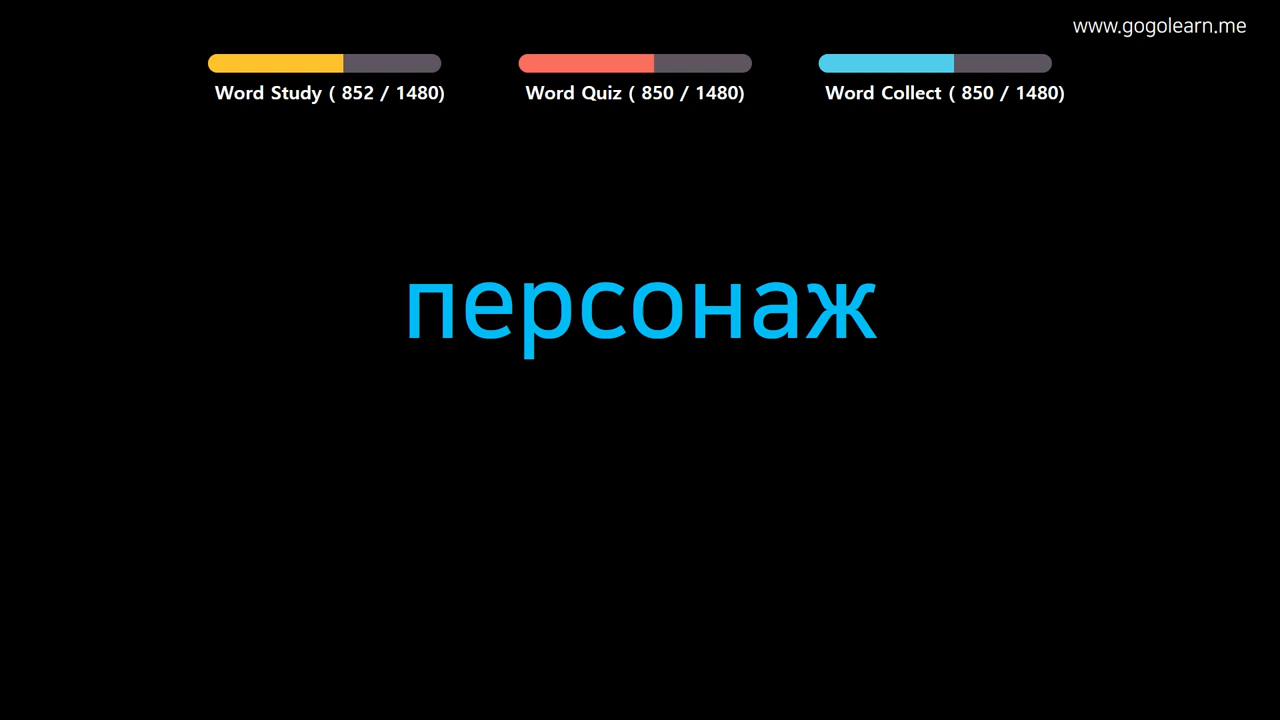 www.gogolearn.me
Word Study ( 852 / 1480)
Word Quiz ( 850 / 1480)
Word Collect ( 850 / 1480)
персонаж